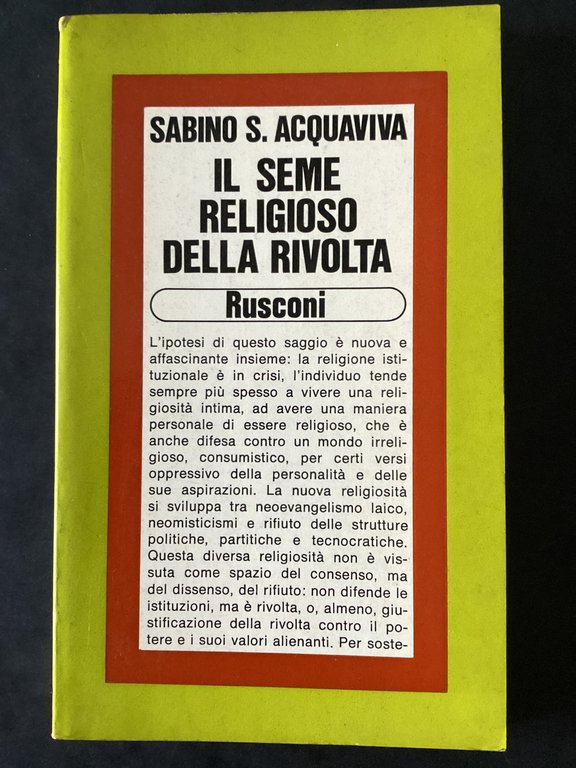 SABINO S. ACQUAVIVA
IL SEME
RELIGIOSO
DELLA RIVOLTA
Rusconi
L'ipotesi di questo saggio è nuova e
affascinante insieme: la religione isti-
tuzionale è in crisi, l'individuo tende
sempre più spesso a vivere una reli-
giosità intima, ad avere una maniera
personale di essere religioso, che è
anche difesa contro un mondo irreli-
gioso, consumistico, per certi versi
oppressivo della personalità e delle
sue aspirazioni. La nuova religiosità
si sviluppa tra neoevangelismo laico,
neomisticismi e rifiuto delle strutture
politiche, partitiche e tecnocratiche.
Questa diversa religiosità non è vis-
suta come spazio del consenso, ma
del dissenso, del rifiuto: non difende le
istituzioni, ma è rivolta, o, almeno, giu-
stificazione della rivolta contro il po-
tere e i suoi valori alienanti. Per soste-